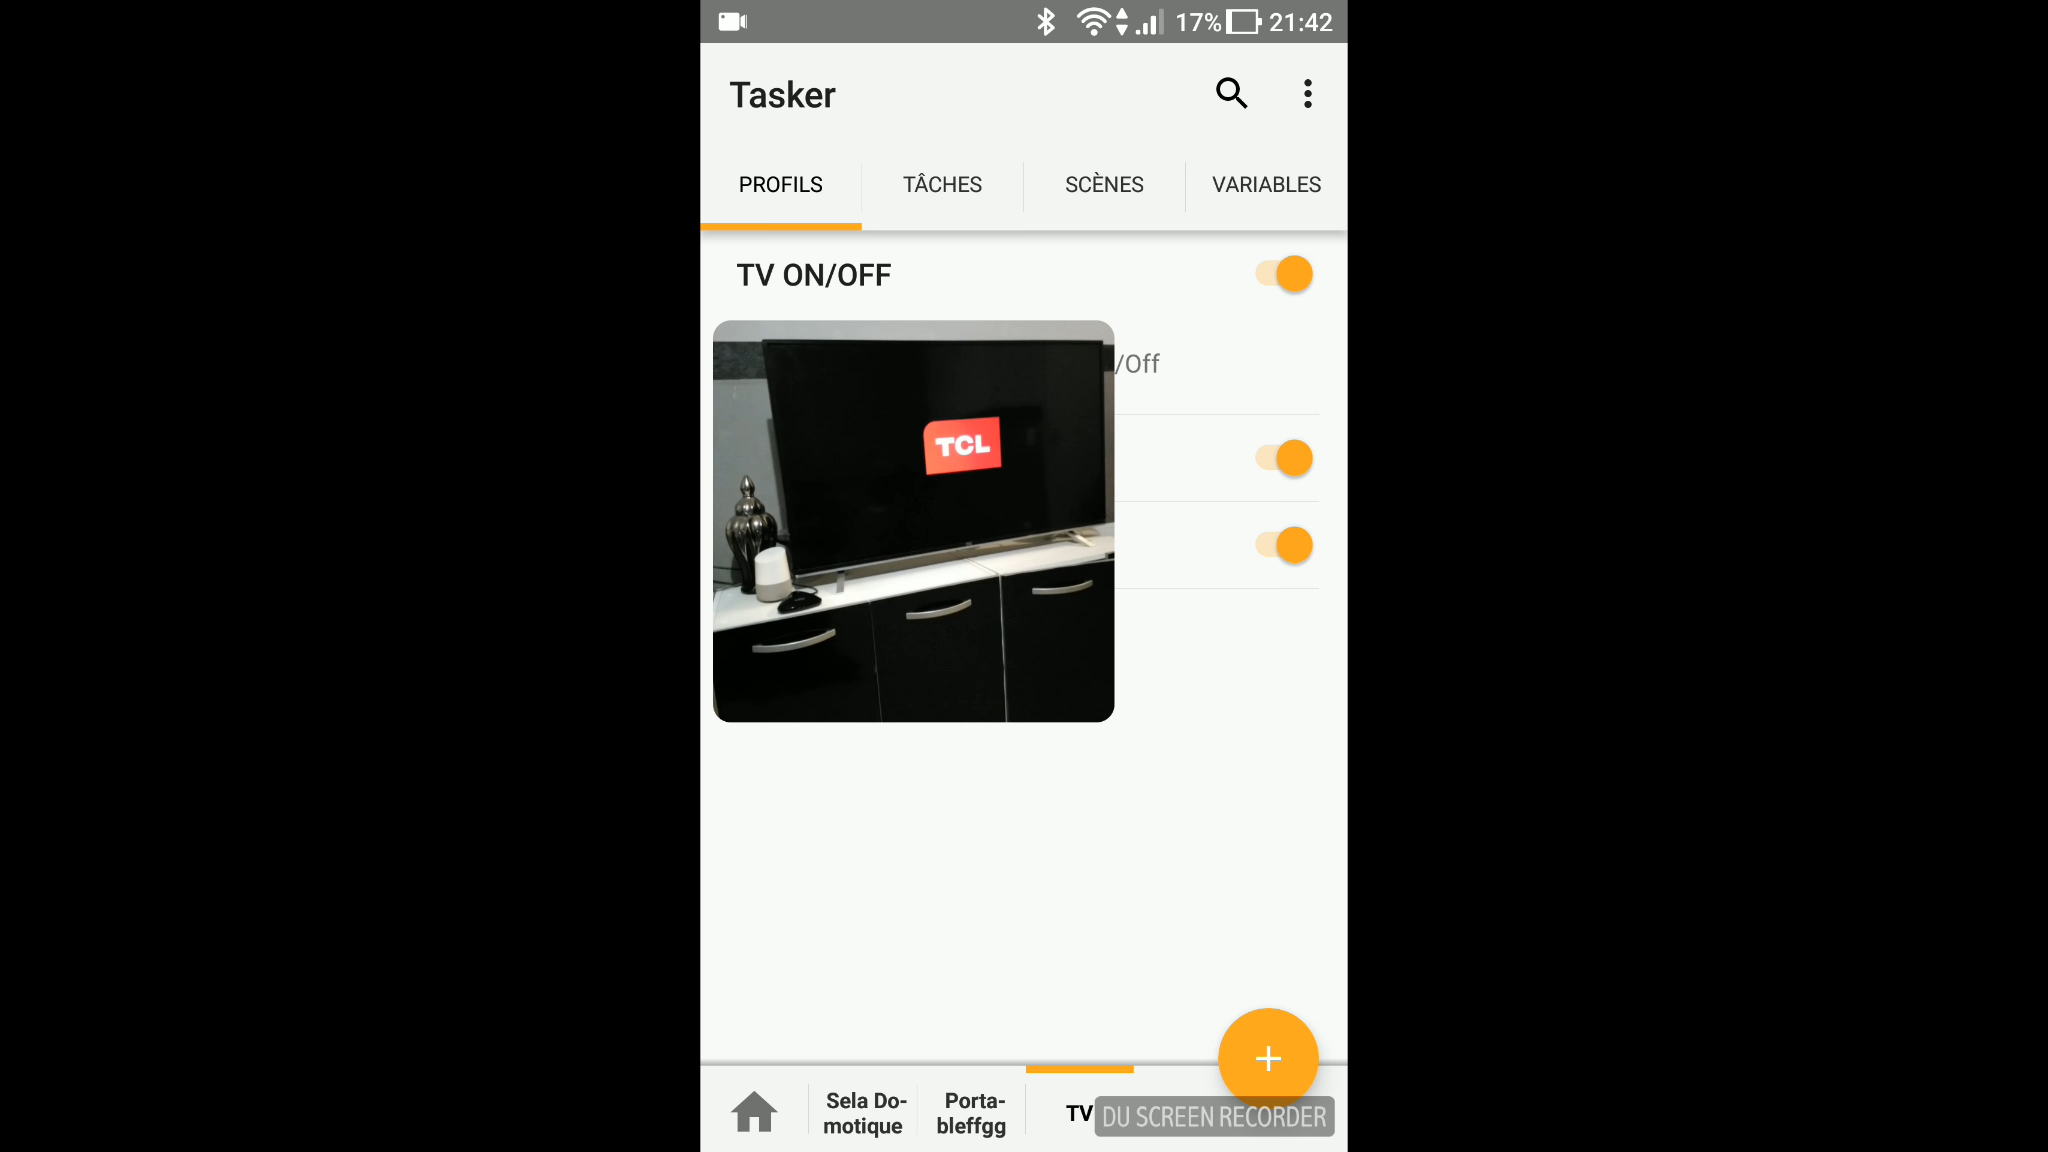 17% 21:42
Tasker
PROFILS TÂCHES SCÈNES VARIABLES
TV ON/OFF
/Off
TCL
Sela Do-
motique
Porta-
bleffgg
TV
DU SCREEN RECORDER